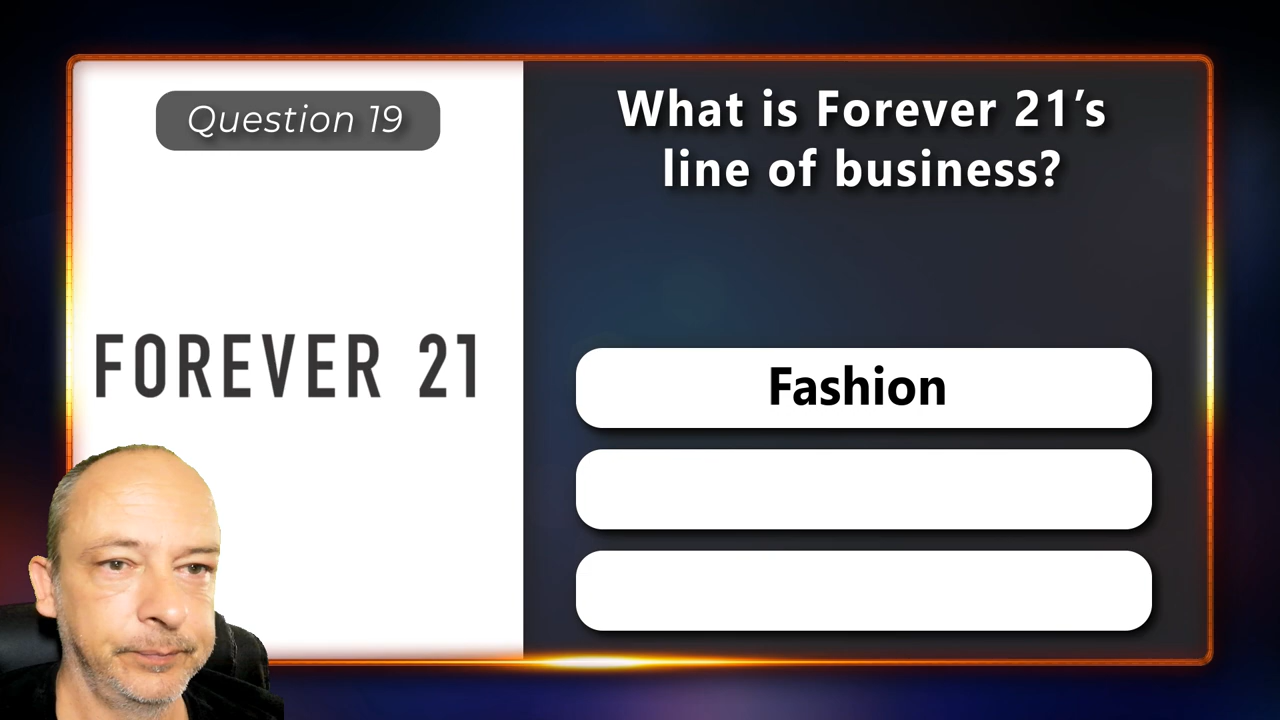 Question 19
What is Forever 21’s
line of business?
FOREVER 21
Fashion